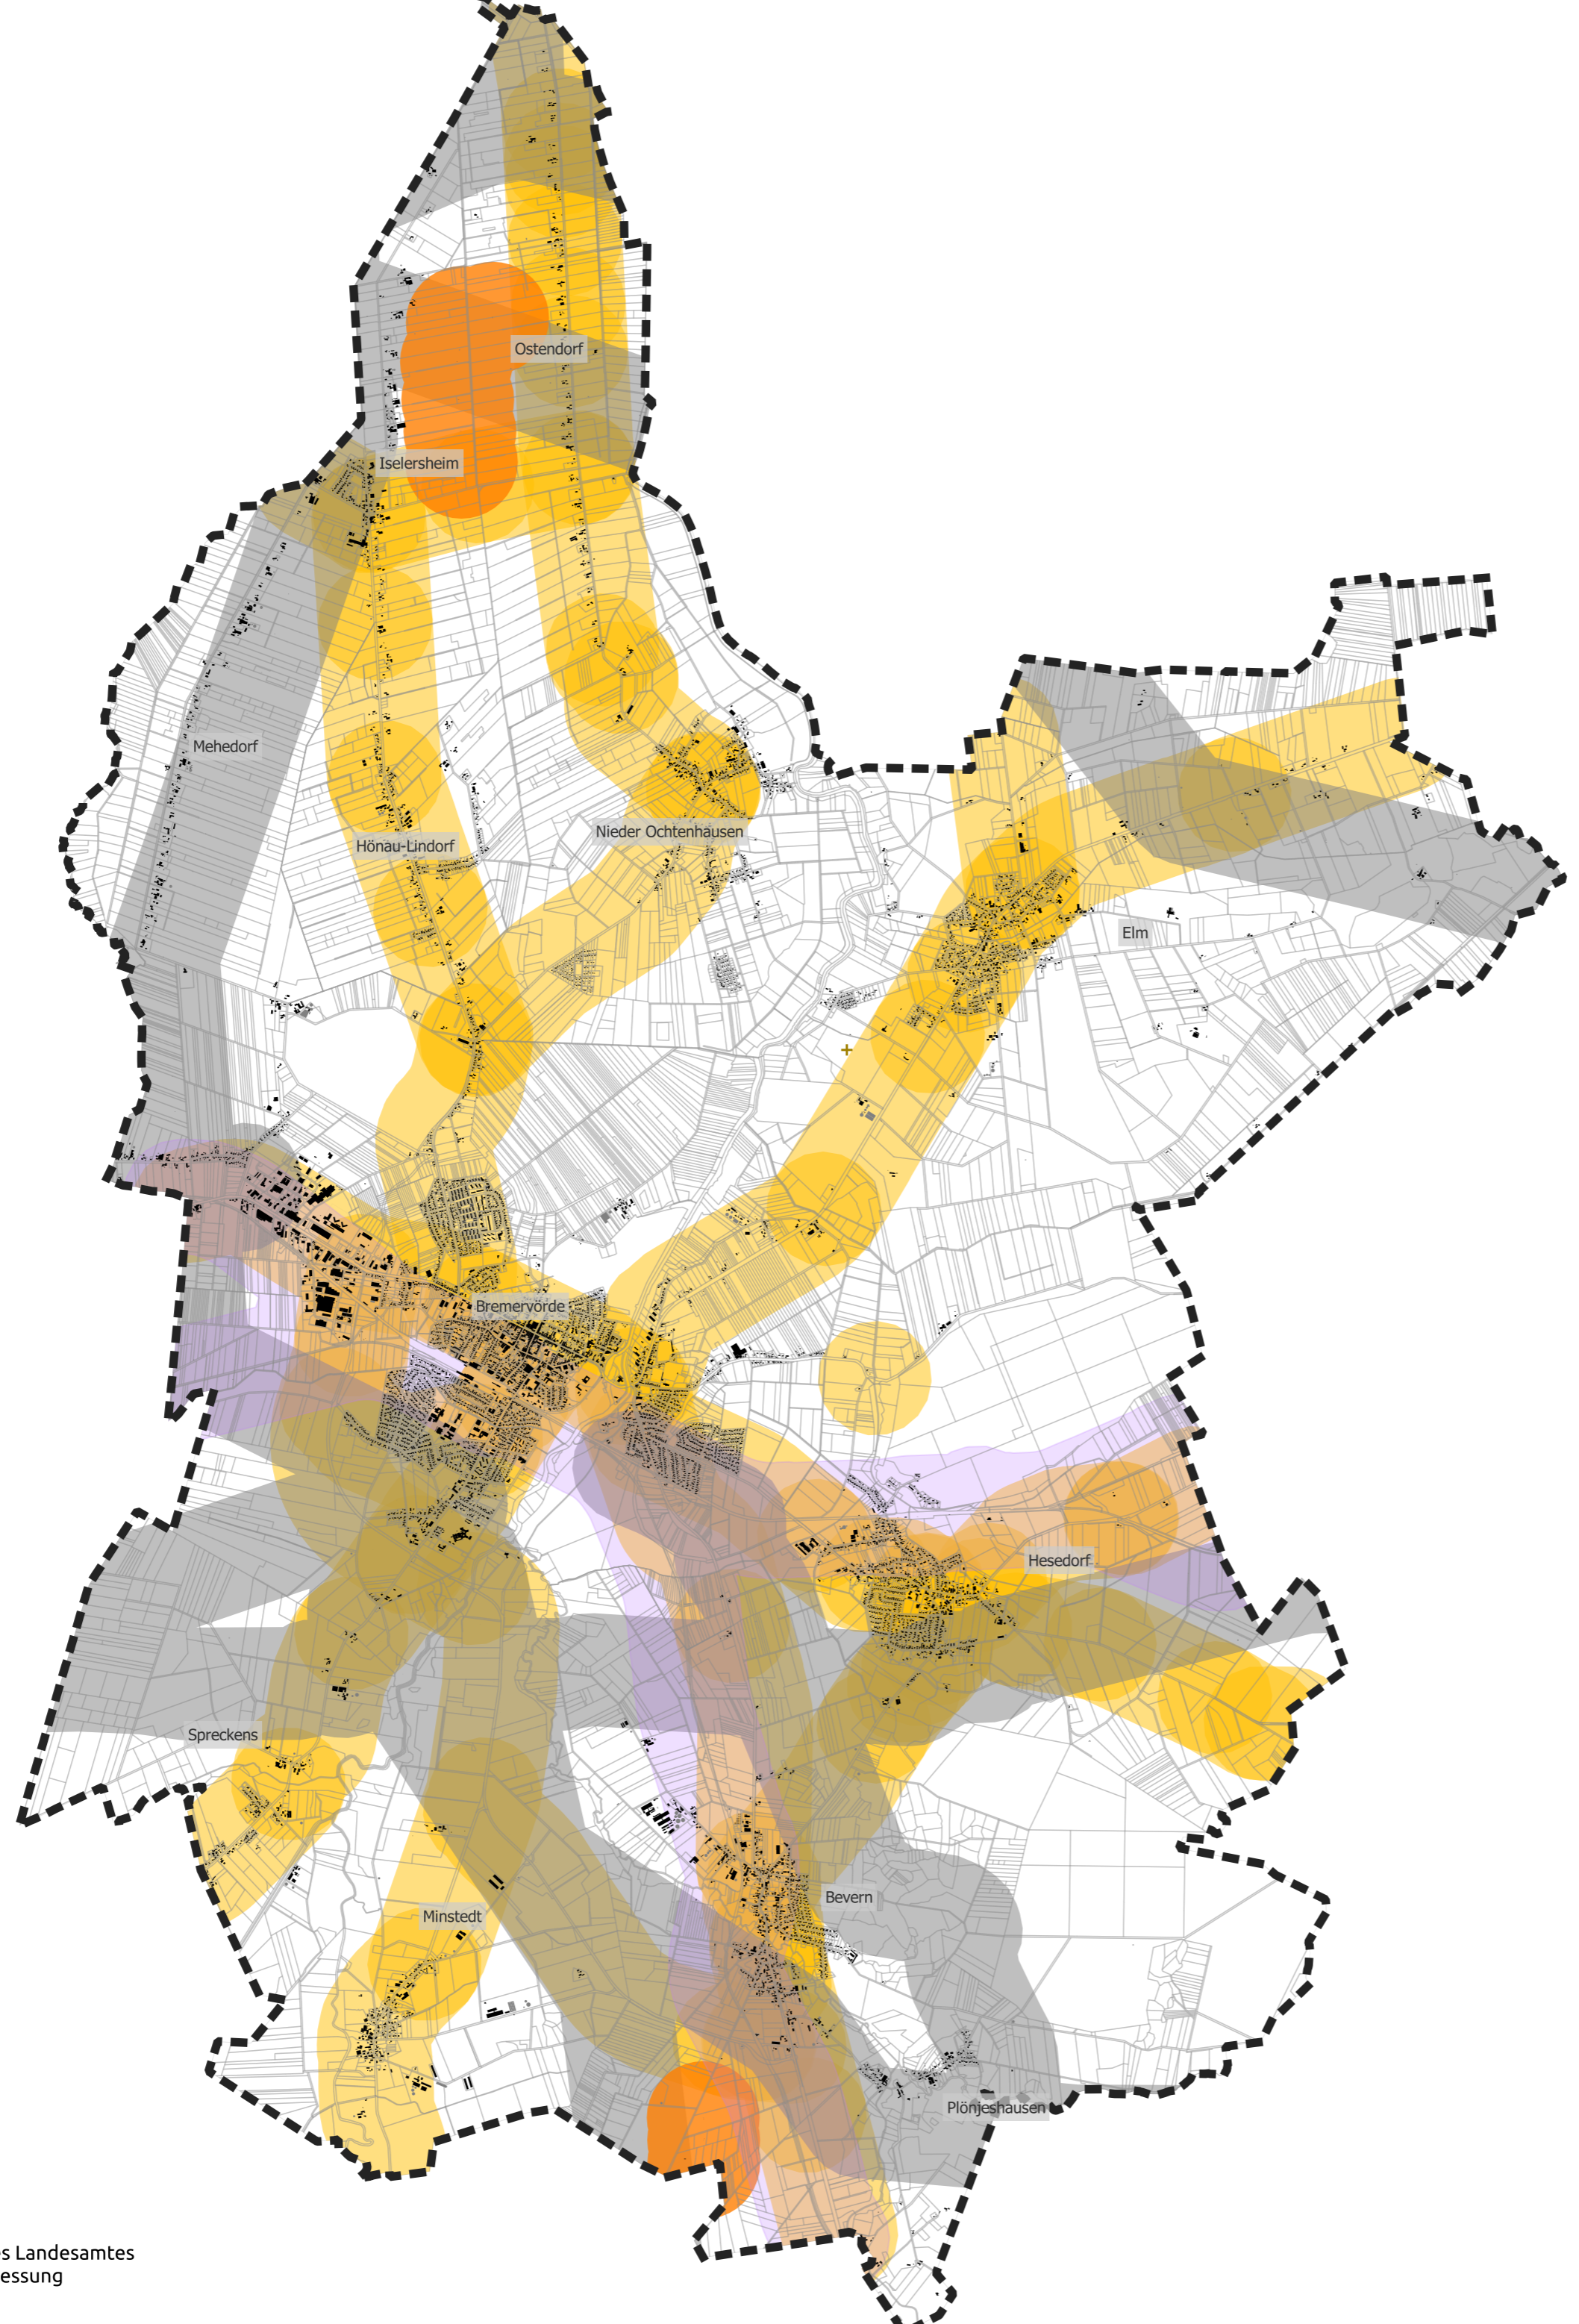 Ostendorf
Iselersheim
Mehedorf
Nieder Ochtenhausen
Hönau-Lindorf
Elm
Bremervörde
Hesedorf
Spreckens
Bevern
Minstedt
Plönjeshausen
s Landesamtes
essung